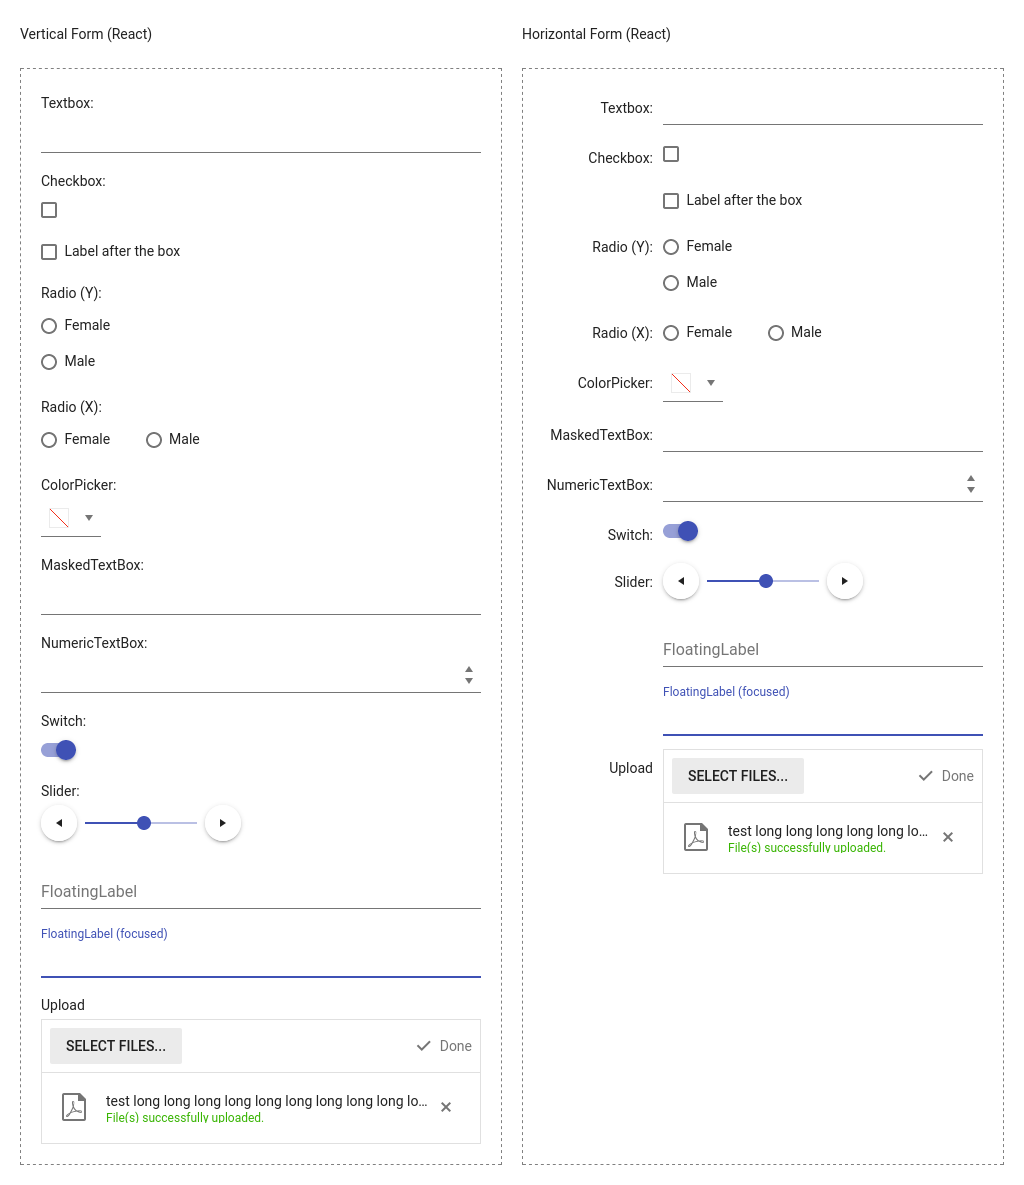 Vertical Form (React)
Textbox:
Checkbox:
Label after the box
Radio (Y):
Female
Male
Radio (X):
Female Male
ColorPicker:
MaskedTextBox:
NumericTextBox:
Switch:
Slider:
FloatingLabel
FloatingLabel (focused)
Upload
SELECT FILES... Done
test long long long long long long long long long lo...
File(s) successfully uploaded.
Horizontal Form (React)
Textbox:
Checkbox:
Label after the box
Radio (Y): Female
Male
Radio (X): Female Male
ColorPicker:
MaskedTextBox:
NumericTextBox:
Switch:
Slider:
FloatingLabel
FloatingLabel (focused)
Upload SELECT FILES... Done
test long long long long long lo...
File(s) successfully uploaded.